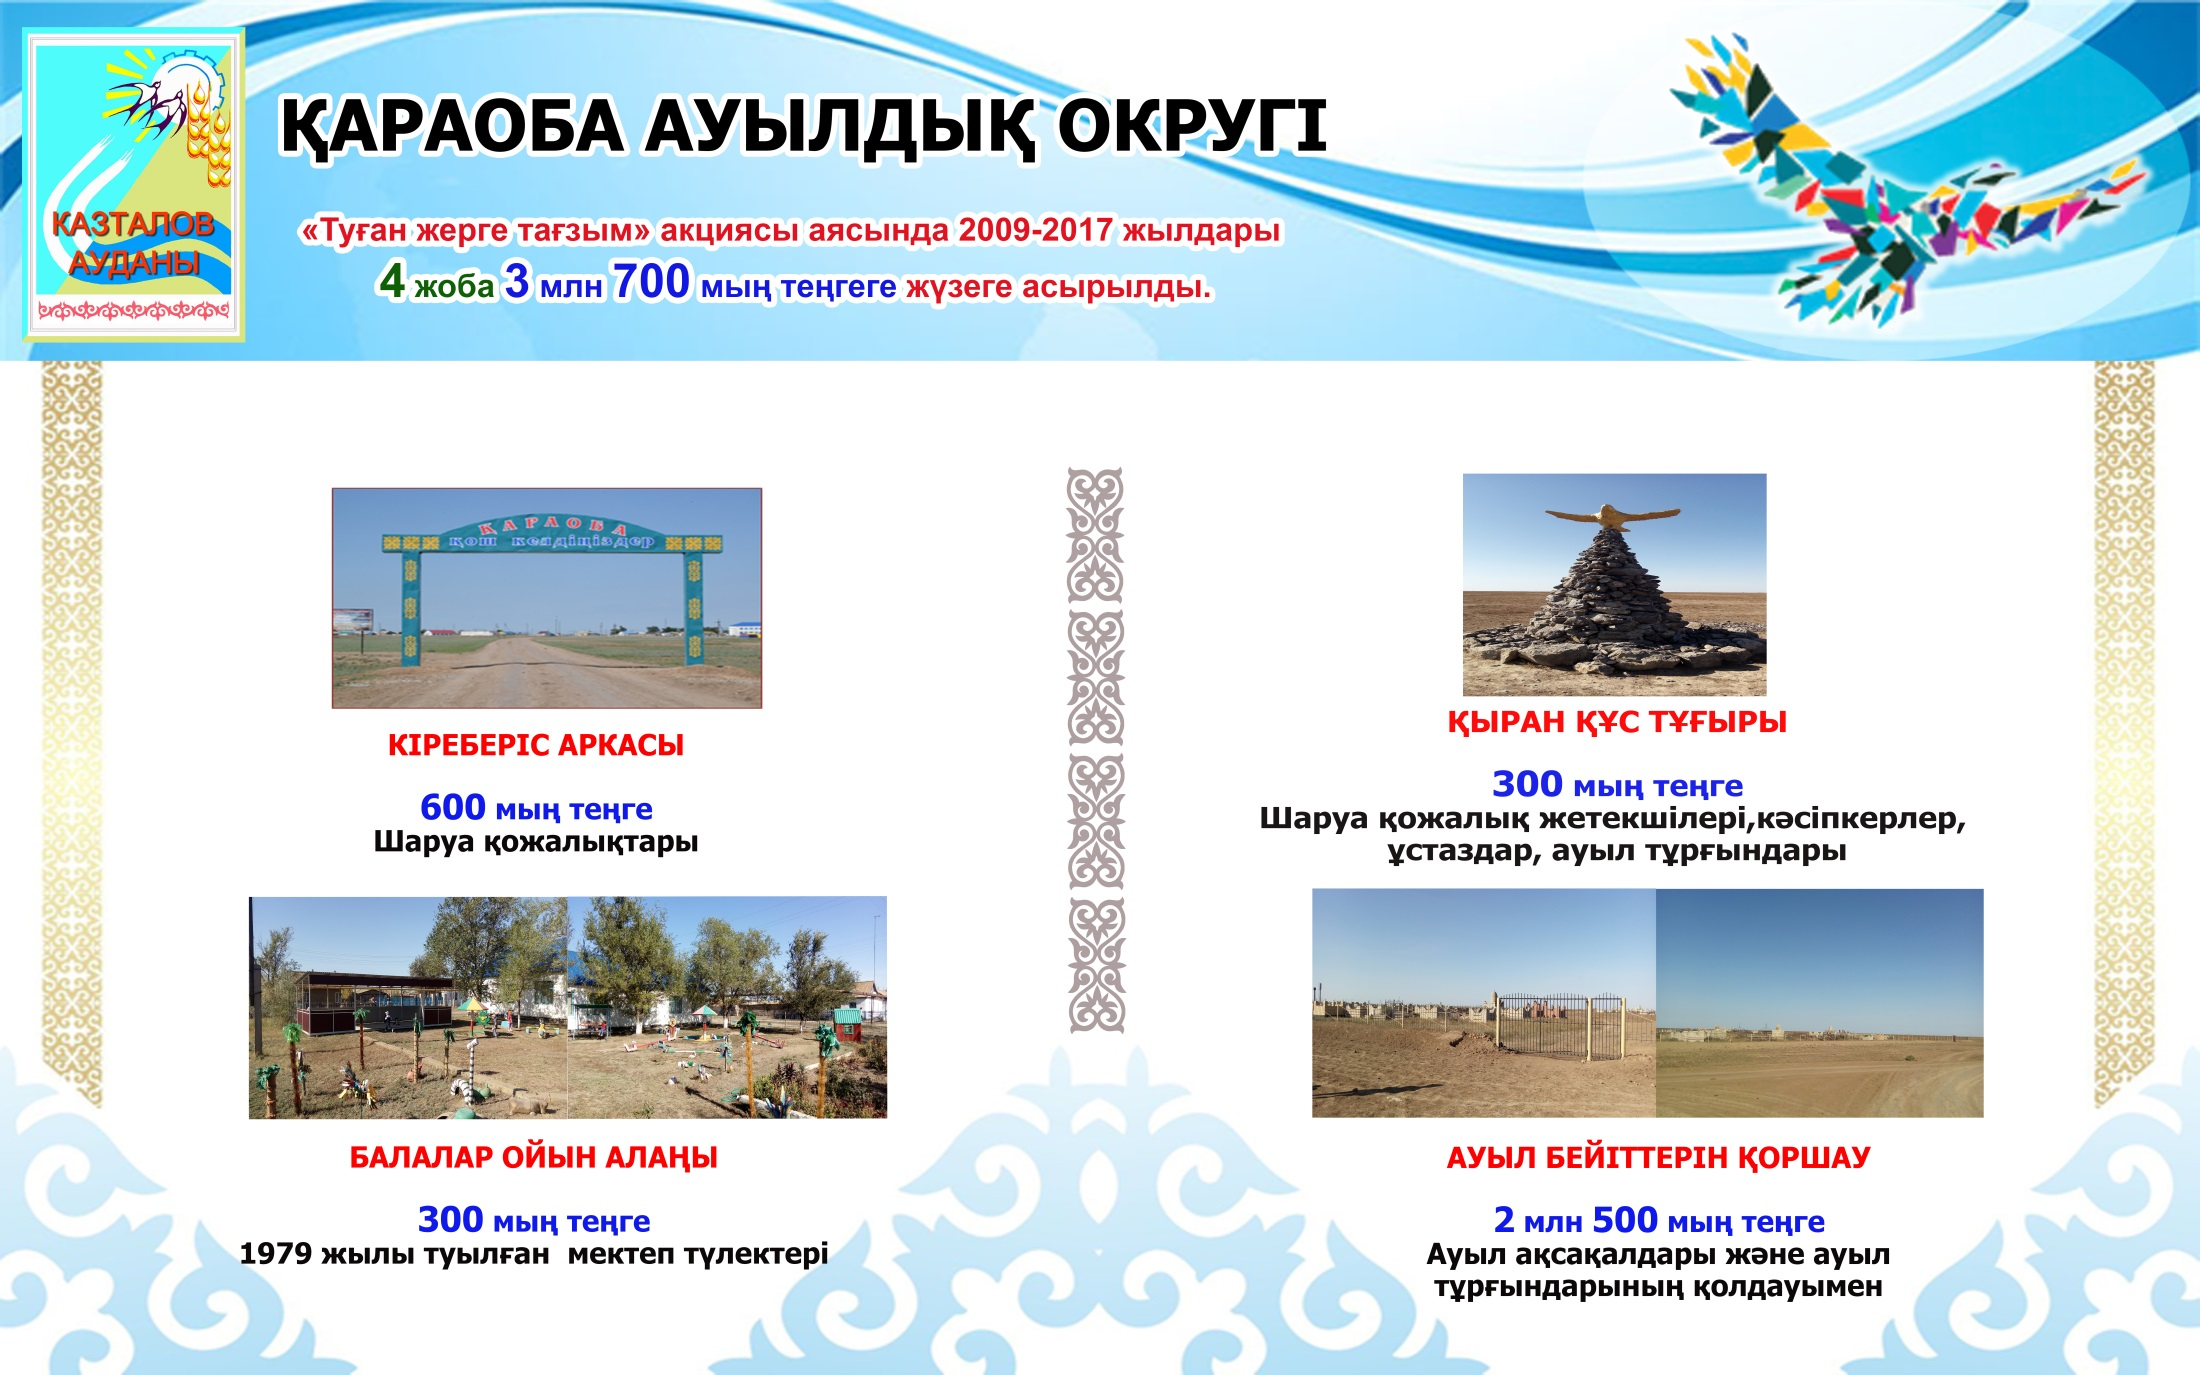 КАЗТАЛОВ
АУДАНЫ
ҚАРАОБА АУЫЛДЫҚ ОКРУГІ
«Туған жерге тағзым» акциясы аясында 2009-2017 жылдары
4 жоба 3 млн 700 мың теңгеге жүзеге асырылды.
ҚАРАОБА
қош келдіңіздер
КІРЕБЕРІС АРКАСЫ
600 мың теңге
Шаруа қожалықтары
БАЛАЛАР ОЙЫН АЛАҢЫ
300 мың теңге
1979 жылы туылған  мектеп түлектері
ҚЫРАН ҚҰС ТҰҒЫРЫ
300 мың теңге
Шаруа қожалық жетекшілері,кәсіпкерлер,
ұстаздар, ауыл тұрғындары
АУЫЛ БЕЙІТТЕРІН ҚОРШАУ
2 млн 500 мың теңге
Ауыл ақсақалдары және ауыл
тұрғындарының қолдауымен